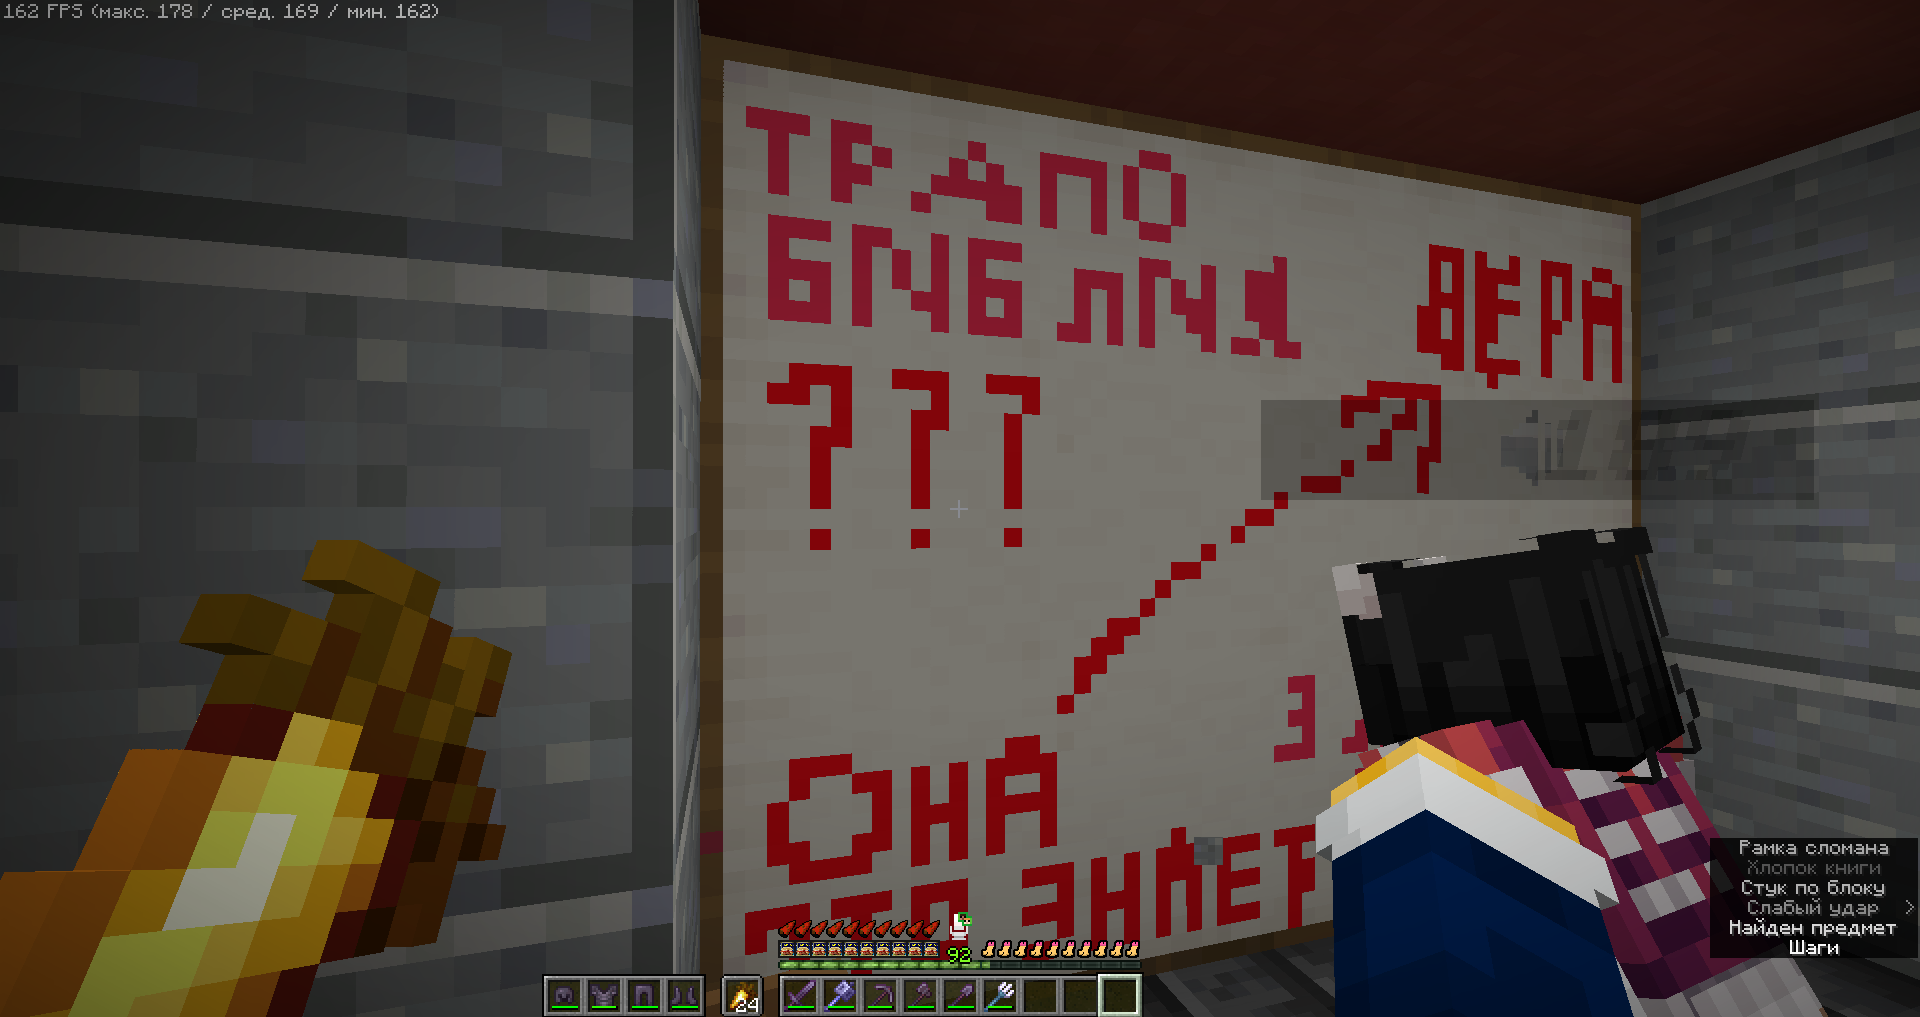 162 FPS (макс. 178 / сред. 169 / мин. 162)
ТРАПО
БИБЛИЯ
ВЕРА
???
ОНА
92
24
Рамка сломана
Хлопок книги
Стук по блоку
Слабый удар >
Найден предмет
Шаги